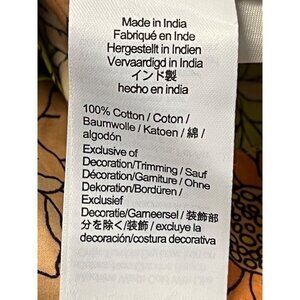 Made in India
Fabriqué en Inde
Hergestellt in Indien
Vervaardigd in India
インド製
hecho en india
100% Cotton / Coton /
Baumwolle / Katoen / 綿 /
algodón
Exclusive of
Decoration/Trimming / Sauf
Décoration/Garniture / Ohne
Dekoration/Bordüren /
Exclusief
Decoratie/Garneersel / 装飾部
分を除く/装飾 / excluye la
decoración/costura decorativa